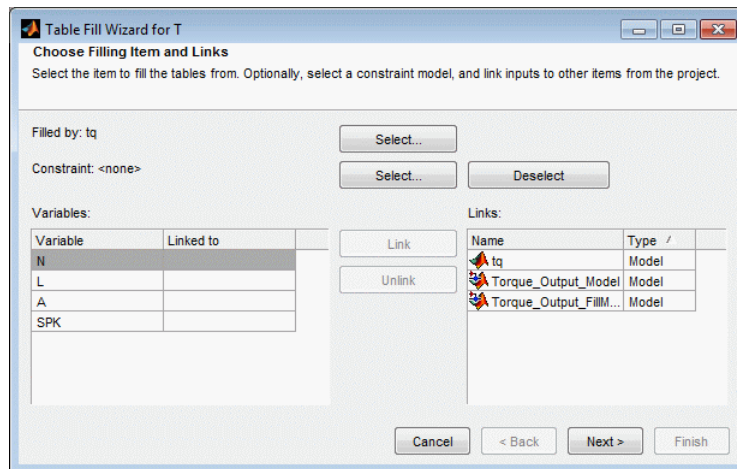 Table Fill Wizard for T
Choose Filling Item and Links
Select the item to fill the tables from. Optionally, select a constraint model, and link inputs to other items from the project.
Filled by: tq
Select...
Constraint: <none>
Select...
Deselect
Variables:
Links:
Variable Linked to
Link
Name Type
N
tq Model
L
Unlink
Torque_Output_Model Model
A
Torque_Output_FillM... Model
SPK
Cancel
< Back
Next >
Finish